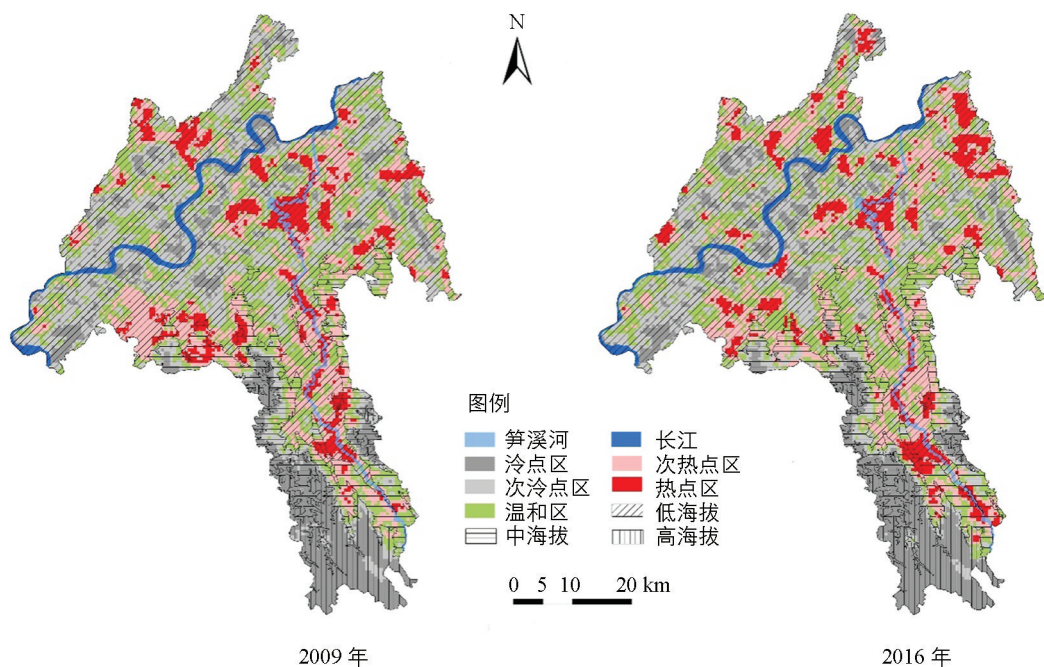 N
图例
笋溪河 长江
冷点区 次热点区
次冷点区 热点区
温和区 低海拔
中海拔 高海拔
0 5 10 20 km
2009 年 2016 年